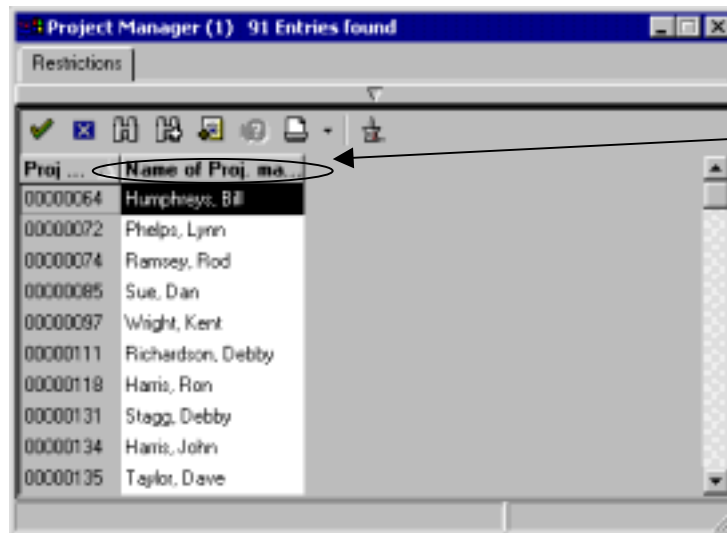 Project Manager (1) 91 Entries found
Restrictions
Proj ... Name of Proj. ma...
00000064 Humphreys, Bill
00000072 Phelps, Lynn
00000074 Ramsey, Rod
00000085 Sue, Dan
00000097 Wright, Kent
00000111 Richardson, Debby
00000118 Harris, Ron
00000131 Stagg, Debby
00000134 Harris, John
00000135 Taylor, Dave